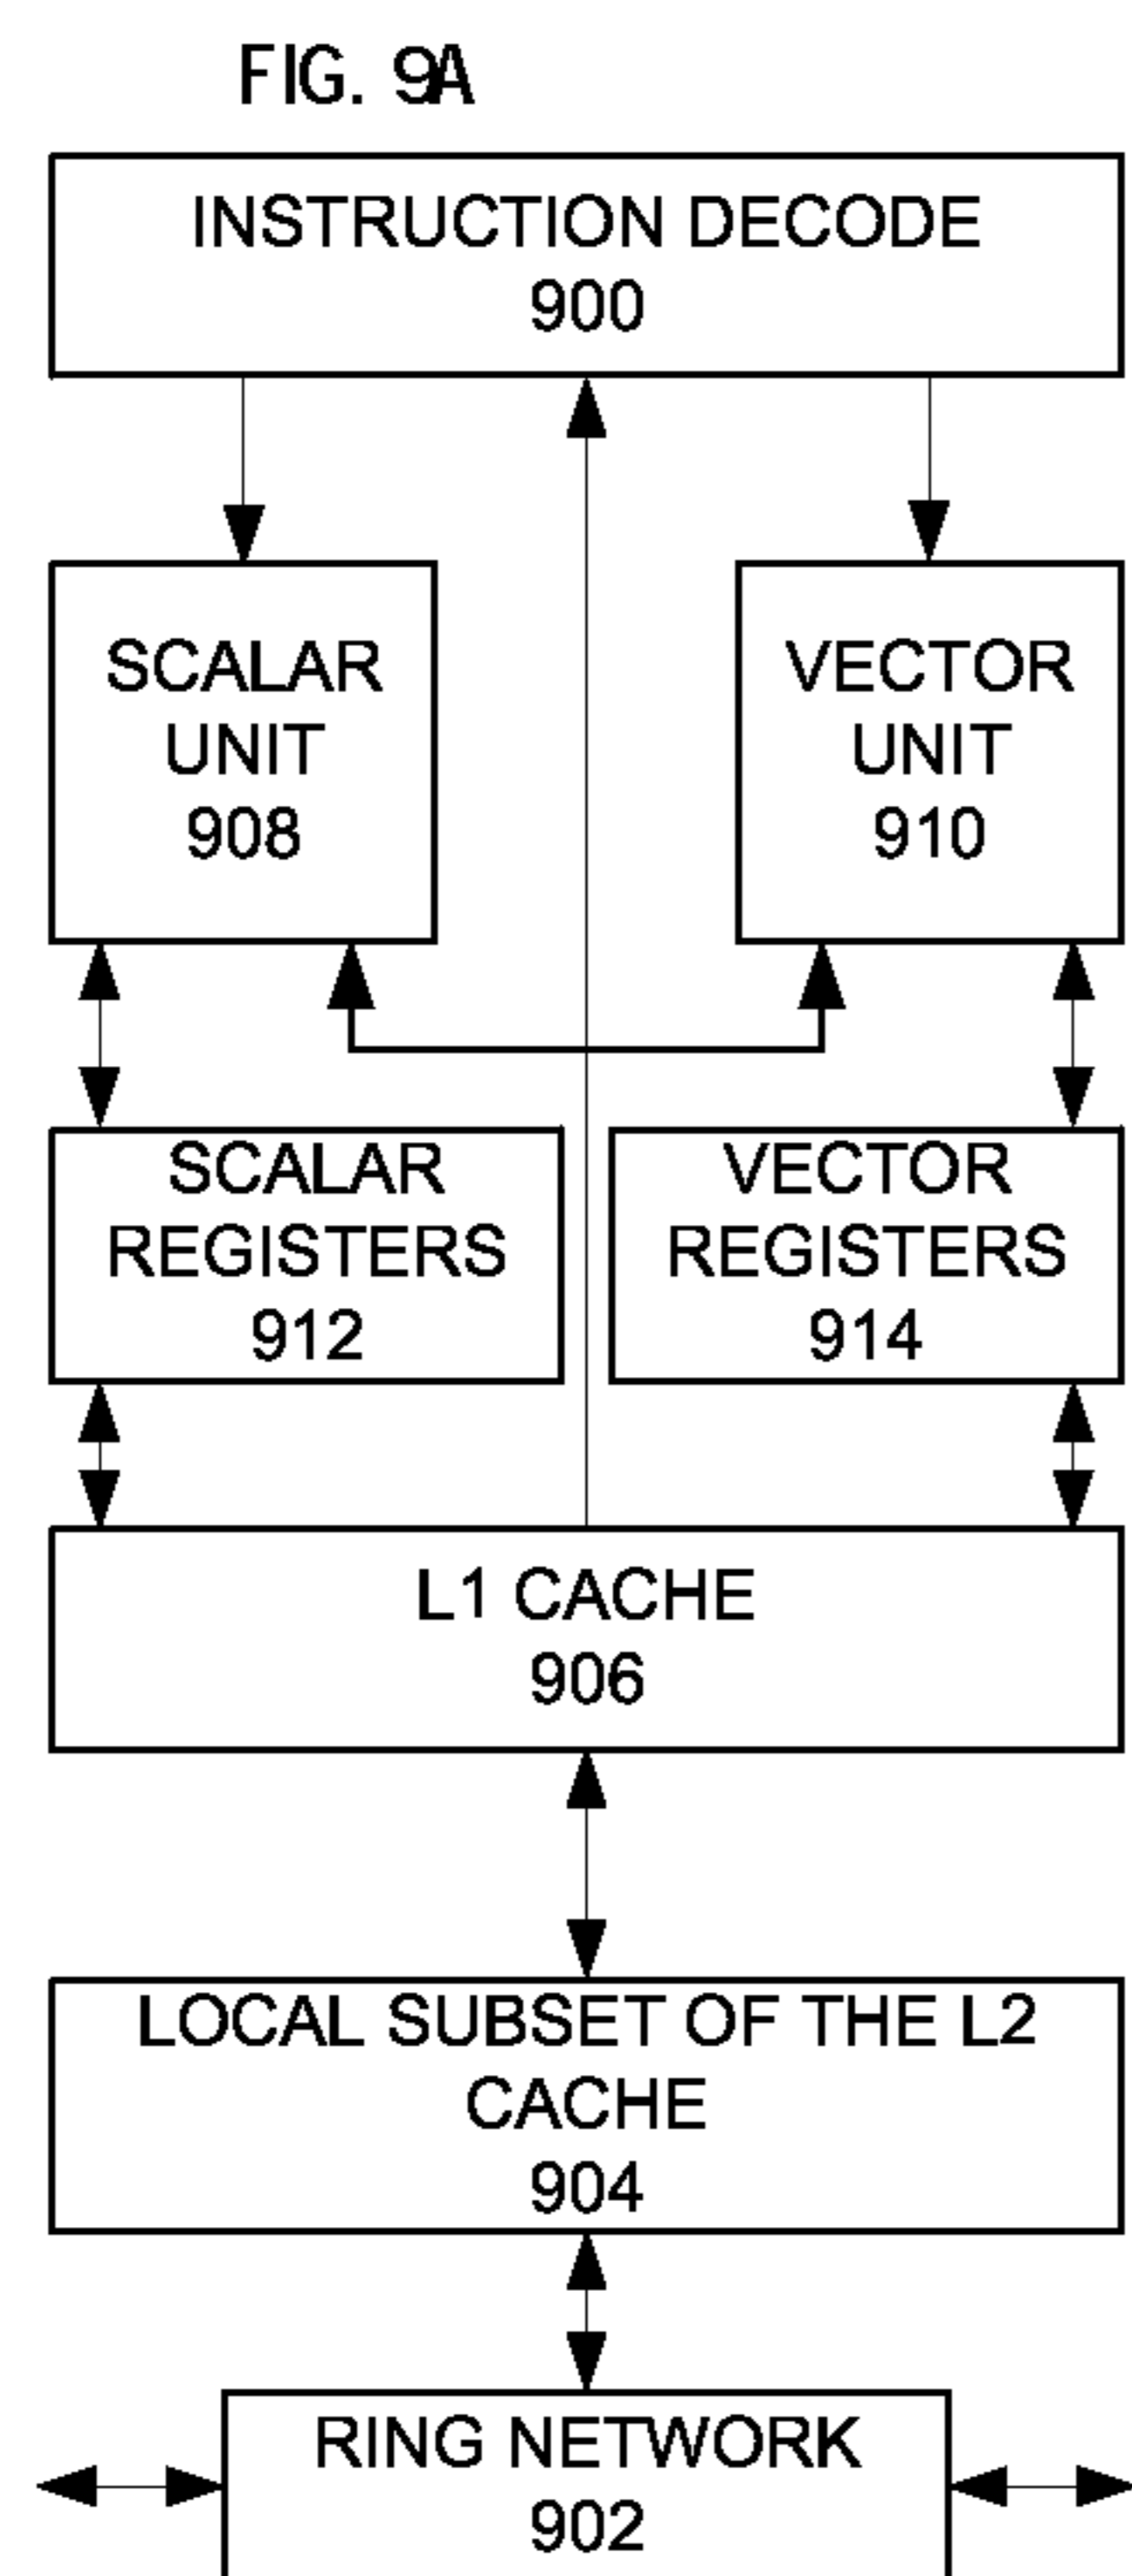 FIG. 9A
INSTRUCTION DECODE
900
SCALAR
UNIT
908
VECTOR
UNIT
910
SCALAR
REGISTERS
912
VECTOR
REGISTERS
914
L1 CACHE
906
LOCAL SUBSET OF THE L2
CACHE
904
RING NETWORK
902